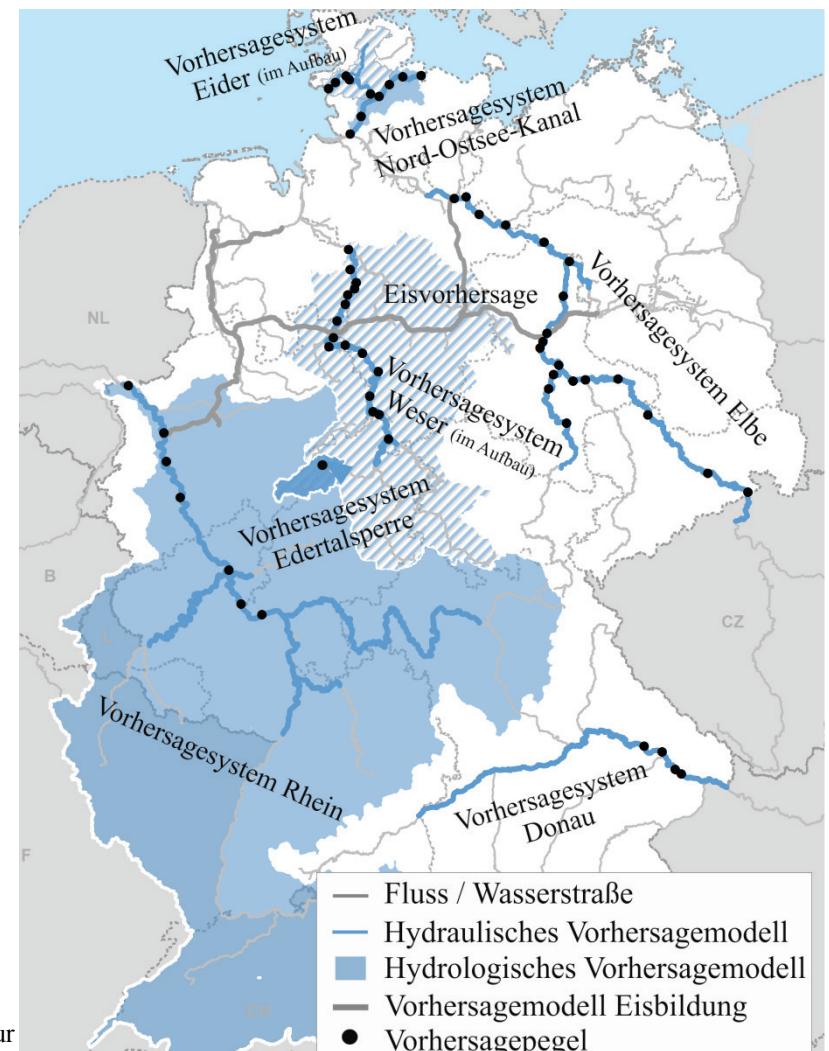 Vorhersagesystem
Eider (im Aufbau)
Vorhersagesystem
Nord-Ostsee-Kanal
Eisvorhersage
Vorhersagesystem Elbe
NL
Vorhersagesystem
Weser (im Aufbau)
Vorhersagesystem
Edertalsperre
B
L
CZ
Vorhersagesystem Rhein
Vorhersagesystem
Donau
F
CH
Fluss / Wasserstraße
Hydraulisches Vorhersagemodell
Hydrologisches Vorhersagemodell
Vorhersagemodell Eisbildung
Vorhersagepegel
ur